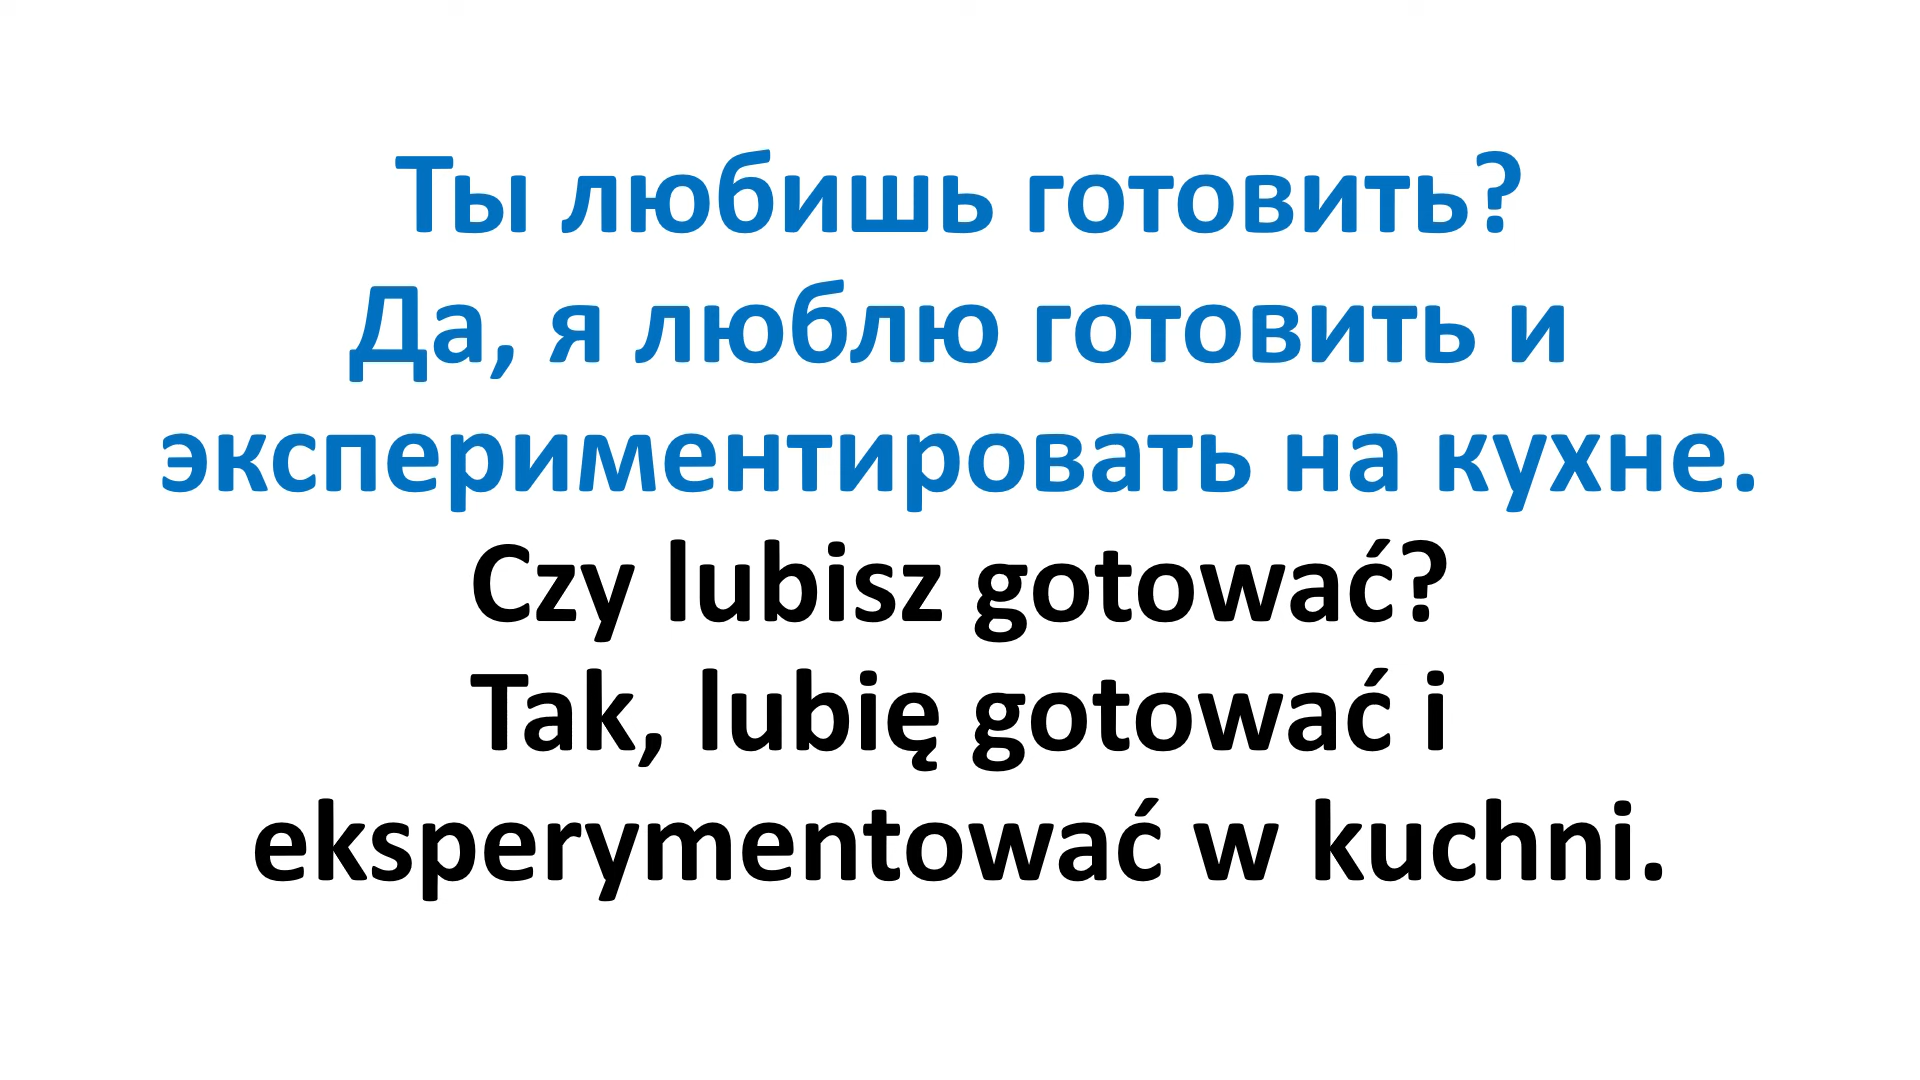 Ты любишь готовить?
Да, я люблю готовить и
экспериментировать на кухне.
Czy lubisz gotować?
Tak, lubię gotować i
eksperymentować w kuchni.